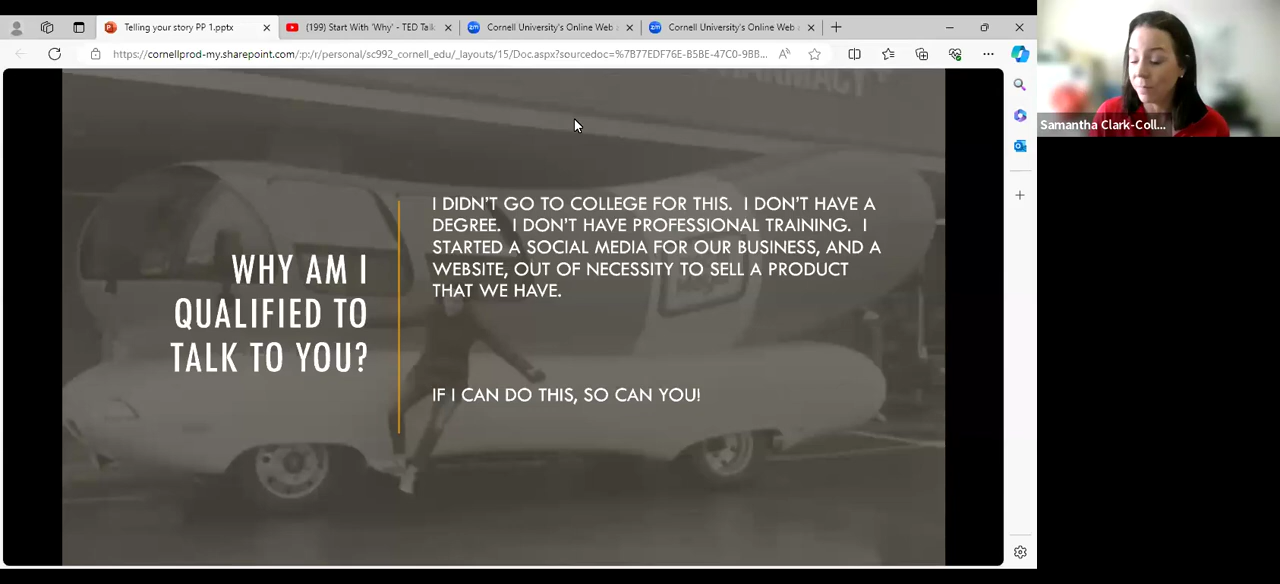 Telling your story PP 1.pptx
(199) Start With 'Why' - TED Talk
Cornell University's Online Web
Cornell University's Online Web
https://cornellprod-my.sharepoint.com/:p:/r/personal/sc992_cornell_edu/_layouts/15/Doc.aspx?sourcedoc=%7B77EDF76E-B5BE-47C0-9BB...
PHARMACY
Samantha Clark-Coll...
WHY AM I
QUALIFIED TO
TALK TO YOU?
I DIDN'T GO TO COLLEGE FOR THIS. I DON'T HAVE A
DEGREE. I DON'T HAVE PROFESSIONAL TRAINING. I
STARTED A SOCIAL MEDIA FOR OUR BUSINESS, AND A
WEBSITE, OUT OF NECESSITY TO SELL A PRODUCT
THAT WE HAVE.
IF I CAN DO THIS, SO CAN YOU!